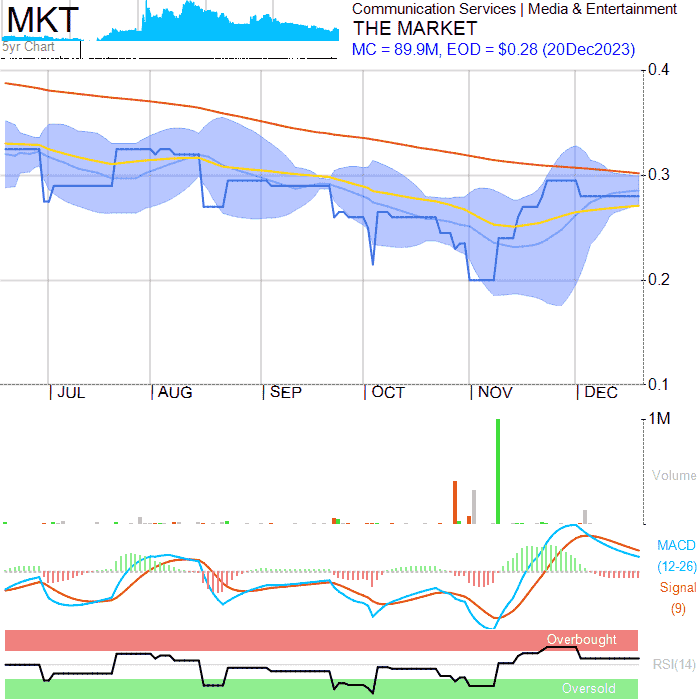 MKT
5yr Chart
Communication Services | Media & Entertainment
THE MARKET
MC = 89.9M, EOD = $0.28 (20Dec2023)
0.4
0.3
0.2
0.1
JUL AUG SEP OCT NOV DEC
1M
Volume
MACD
(12-26)
Signal
(9)
Overbought
RSI(14)
Oversold